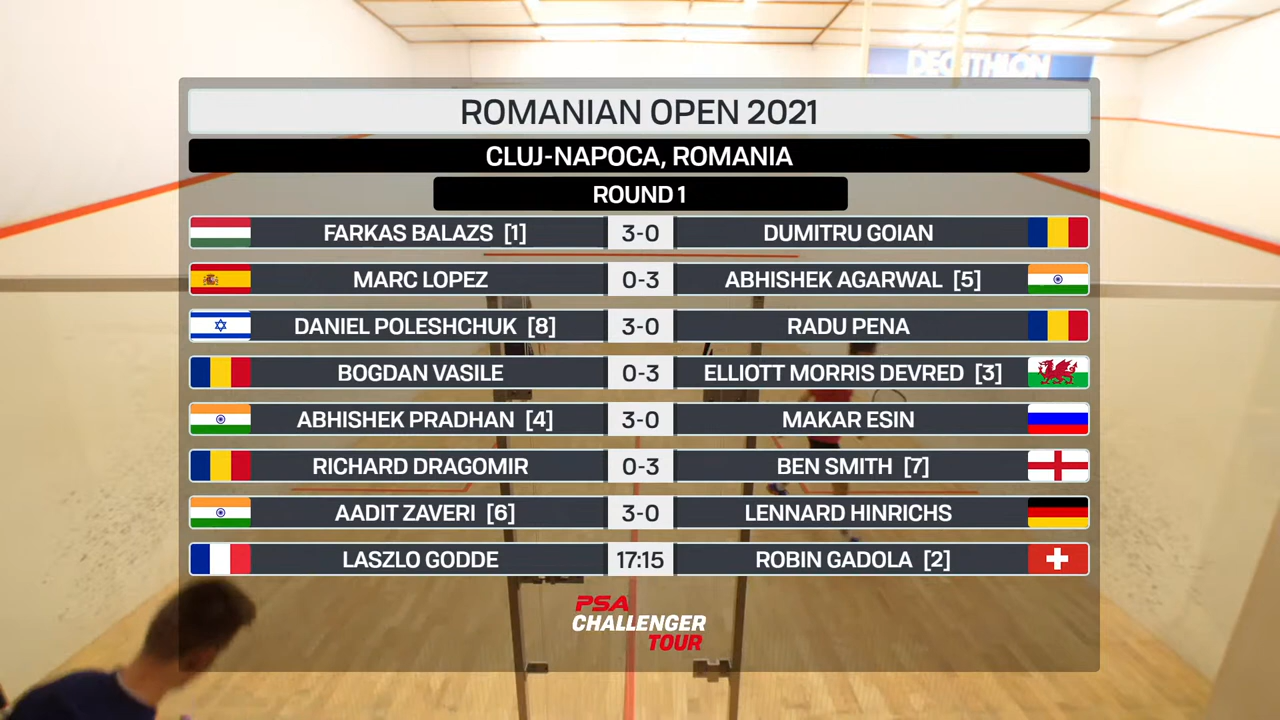 DECATHLON
ROMANIAN OPEN 2021
CLUJ-NAPOCA, ROMANIA
ROUND 1
FARKAS BALAZS [1] 3-0 DUMITRU GOIAN
MARC LOPEZ 0-3 ABHISHEK AGARWAL [5]
DANIEL POLESHCHUK [8] 3-0 RADU PENA
BOGDAN VASILE 0-3 ELLIOTT MORRIS DEVRED [3]
ABHISHEK PRADHAN [4] 3-0 MAKAR ESIN
RICHARD DRAGOMIR 0-3 BEN SMITH [7]
AADIT ZAVERI [6] 3-0 LENNARD HINRICHS
LASZLO GODDE 17:15 ROBIN GADOLA [2]
PSA
CHALLENGER
TOUR